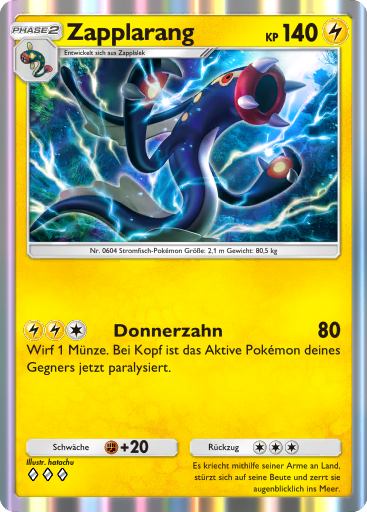 PHASE 2
Zapplarang
KP 140
Entwickelt sich aus Zapplalek
Nr. 0604 Stromfisch-Pokémon Größe: 2,1 m Gewicht: 80,5 kg
Donnerzahn 80
Wirf 1 Münze. Bei Kopf ist das Aktive Pokémon deines
Gegners jetzt paralysiert.
Schwäche +20
Rückzug
Illustr. hatachu
Es kriecht mithilfe seiner Arme an Land,
stürzt sich auf seine Beute und zerrt sie
augenblicklich ins Meer.